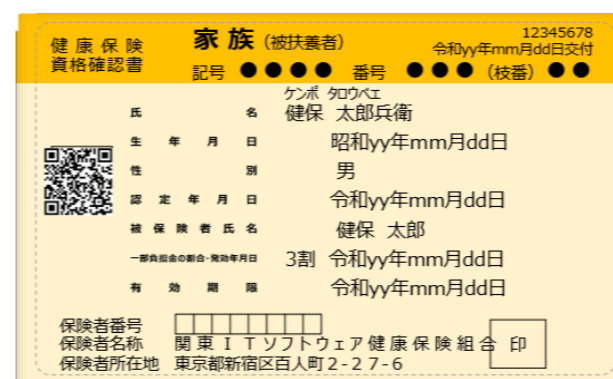 12345678
健康保険 家族（被扶養者） 令和yy年mm月dd日交付
資格確認書 記号 ●●●● 番号 ●●●（枝番）●●
ケンポ タロウベエ
氏名 健保 太郎兵衛
生年月日 昭和yy年mm月dd日
性別 男
認定年月日 令和yy年mm月dd日
被保険者氏名 健保 太郎
一部負担金の割合・発効年月日 3割 令和yy年mm月dd日
有効期限 令和yy年mm月dd日
保険者番号
保険者名称 関東ITソフトウェア健康保険組合 印
保険者所在地 東京都新宿区百人町2-27-6